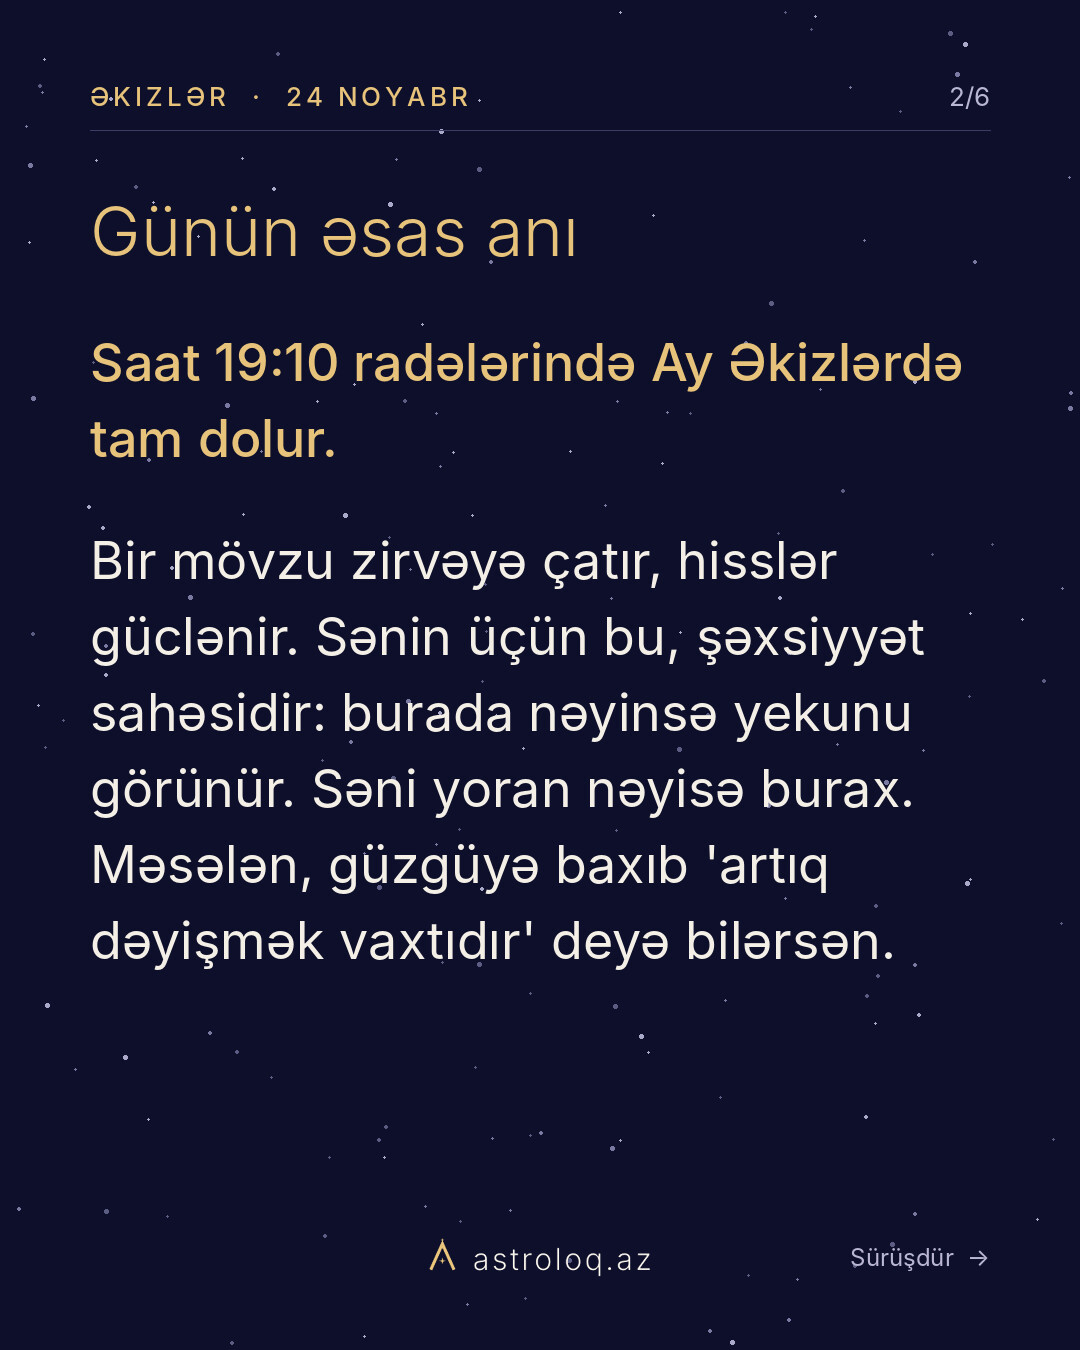 ƏKIZLƏR · 24 NOYABR
2/6
Günün əsas anı
Saat 19:10 radələrində Ay Əkizlərdə
tam dolur.
Bir mövzu zirvəyə çatır, hisslər
güclənir. Sənin üçün bu, şəxsiyyət
sahəsidir: burada nəyinsə yekunu
görünür. Səni yoran nəyisə burax.
Məsələn, güzgüyə baxıb 'artıq
dəyişmək vaxtıdır' deyə bilərsən.
astroloq.az
Sürüşdür →